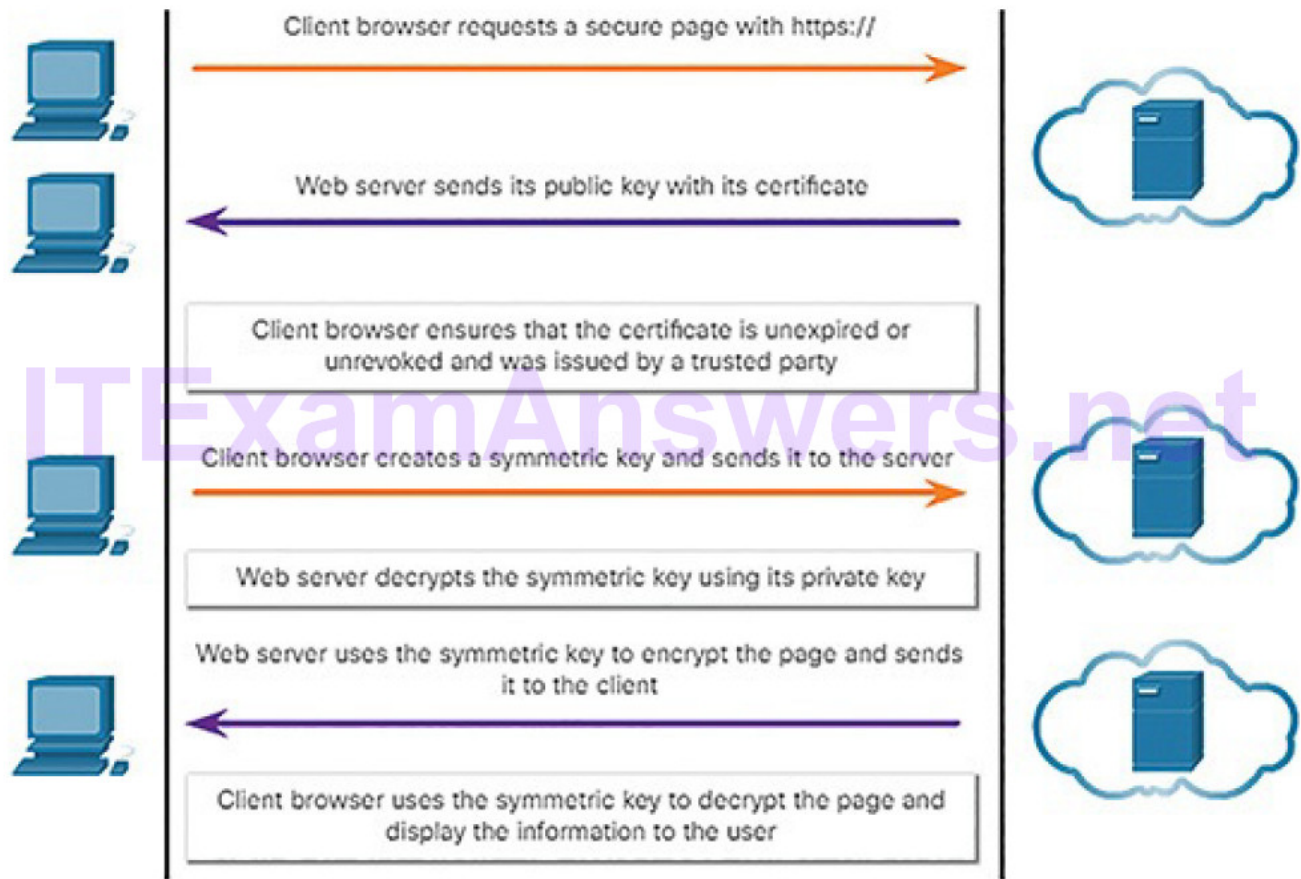 Client browser requests a secure page with https://
Web server sends its public key with its certificate
Client browser ensures that the certificate is unexpired or
unrevoked and was issued by a trusted party
ITExamAnswers.net
Client browser creates a symmetric key and sends it to the server
Web server decrypts the symmetric key using its private key
Web server uses the symmetric key to encrypt the page and sends
it to the client
Client browser uses the symmetric key to decrypt the page and
display the information to the user